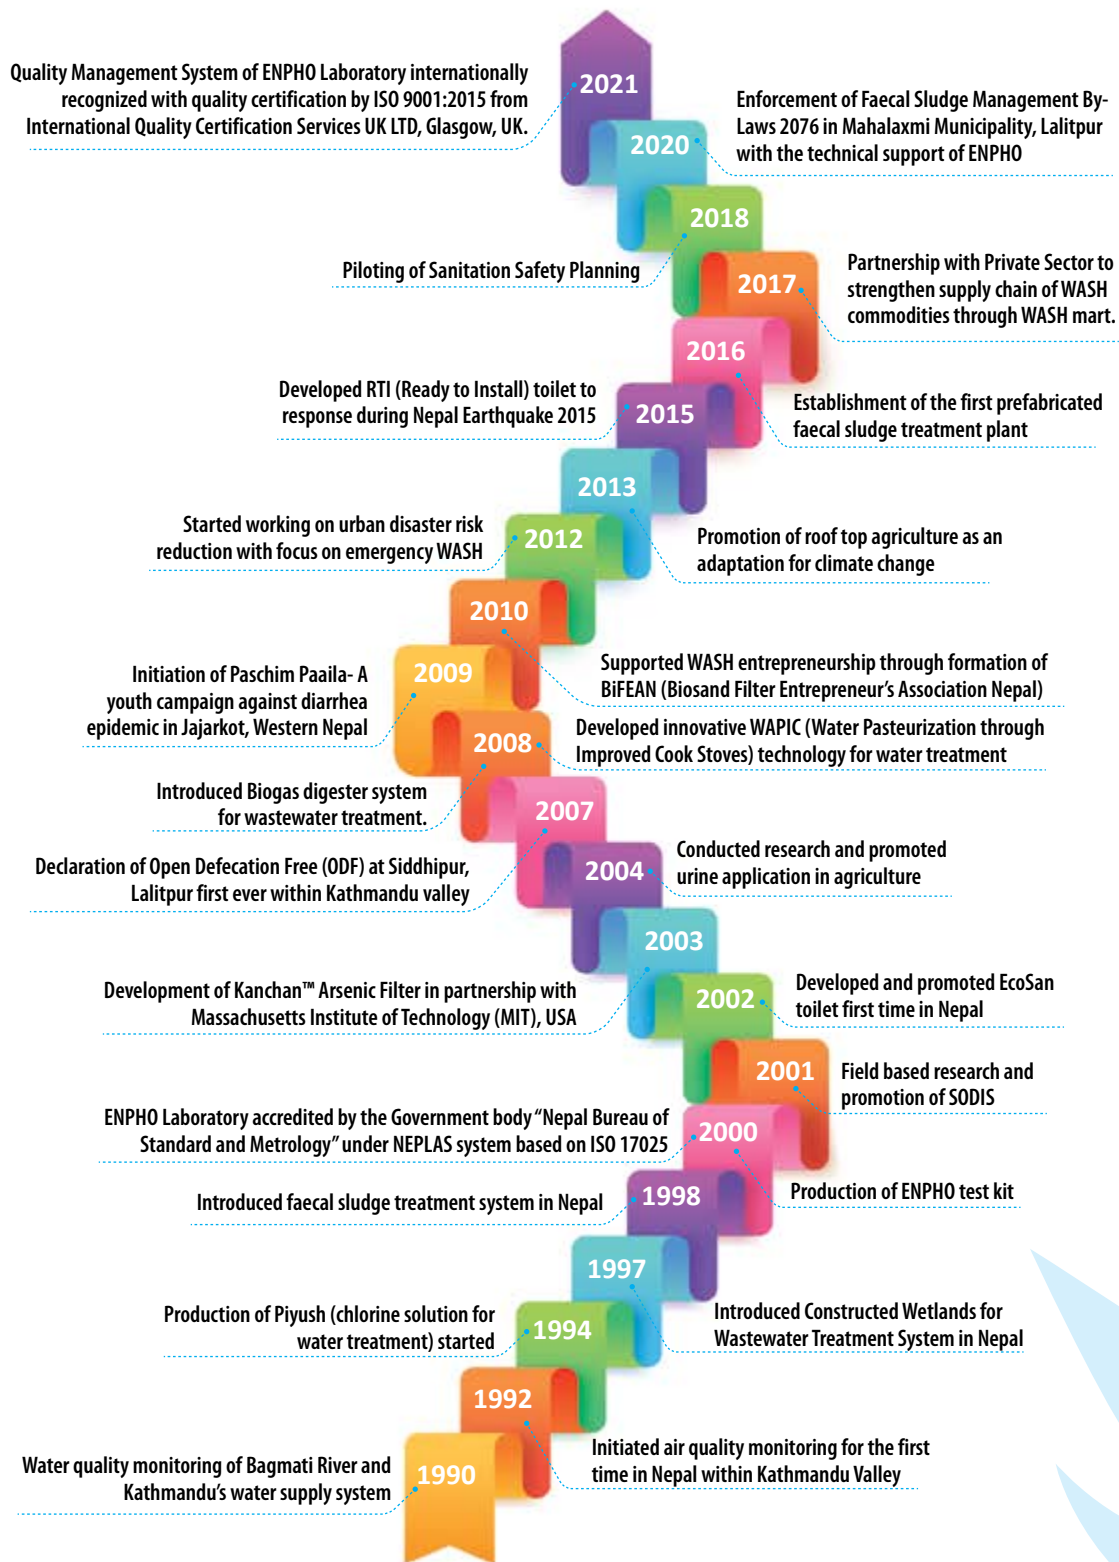 2021
Quality Management System of ENPHO Laboratory internationally
recognized with quality certification by ISO 9001:2015 from
International Quality Certification Services UK LTD, Glasgow, UK.
2020
Enforcement of Faecal Sludge Management By-
Laws 2076 in Mahalaxmi Municipality, Lalitpur
with the technical support of ENPHO
2018
Piloting of Sanitation Safety Planning
2017
Partnership with Private Sector to
strengthen supply chain of WASH
commodities through WASH mart.
2016
Establishment of the first prefabricated
faecal sludge treatment plant
2015
Developed RTI (Ready to Install) toilet to
response during Nepal Earthquake 2015
2013
Promotion of roof top agriculture as an
adaptation for climate change
2012
Started working on urban disaster risk
reduction with focus on emergency WASH
2010
Supported WASH entrepreneurship through formation of
BiFEAN (Biosand Filter Entrepreneur's Association Nepal)
2009
Initiation of Paschim Paaila- A
youth campaign against diarrhea
epidemic in Jajarkot, Western Nepal
2008
Developed innovative WAPIC (Water Pasteurization through
Improved Cook Stoves) technology for water treatment
Introduced Biogas digester system
for wastewater treatment.
2007
Declaration of Open Defecation Free (ODF) at Siddhipur,
Lalitpur first ever within Kathmandu valley
2004
Conducted research and promoted
urine application in agriculture
2003
Development of Kanchan™ Arsenic Filter in partnership with
Massachusetts Institute of Technology (MIT), USA
2002
Developed and promoted EcoSan
toilet first time in Nepal
2001
Field based research and
promotion of SODIS
2000
ENPHO Laboratory accredited by the Government body “Nepal Bureau of
Standard and Metrology” under NEPLAS system based on ISO 17025
Production of ENPHO test kit
1998
Introduced faecal sludge treatment system in Nepal
1997
Introduced Constructed Wetlands for
Wastewater Treatment System in Nepal
1994
Production of Piyush (chlorine solution for
water treatment) started
1992
Initiated air quality monitoring for the first
time in Nepal within Kathmandu Valley
1990
Water quality monitoring of Bagmati River and
Kathmandu's water supply system